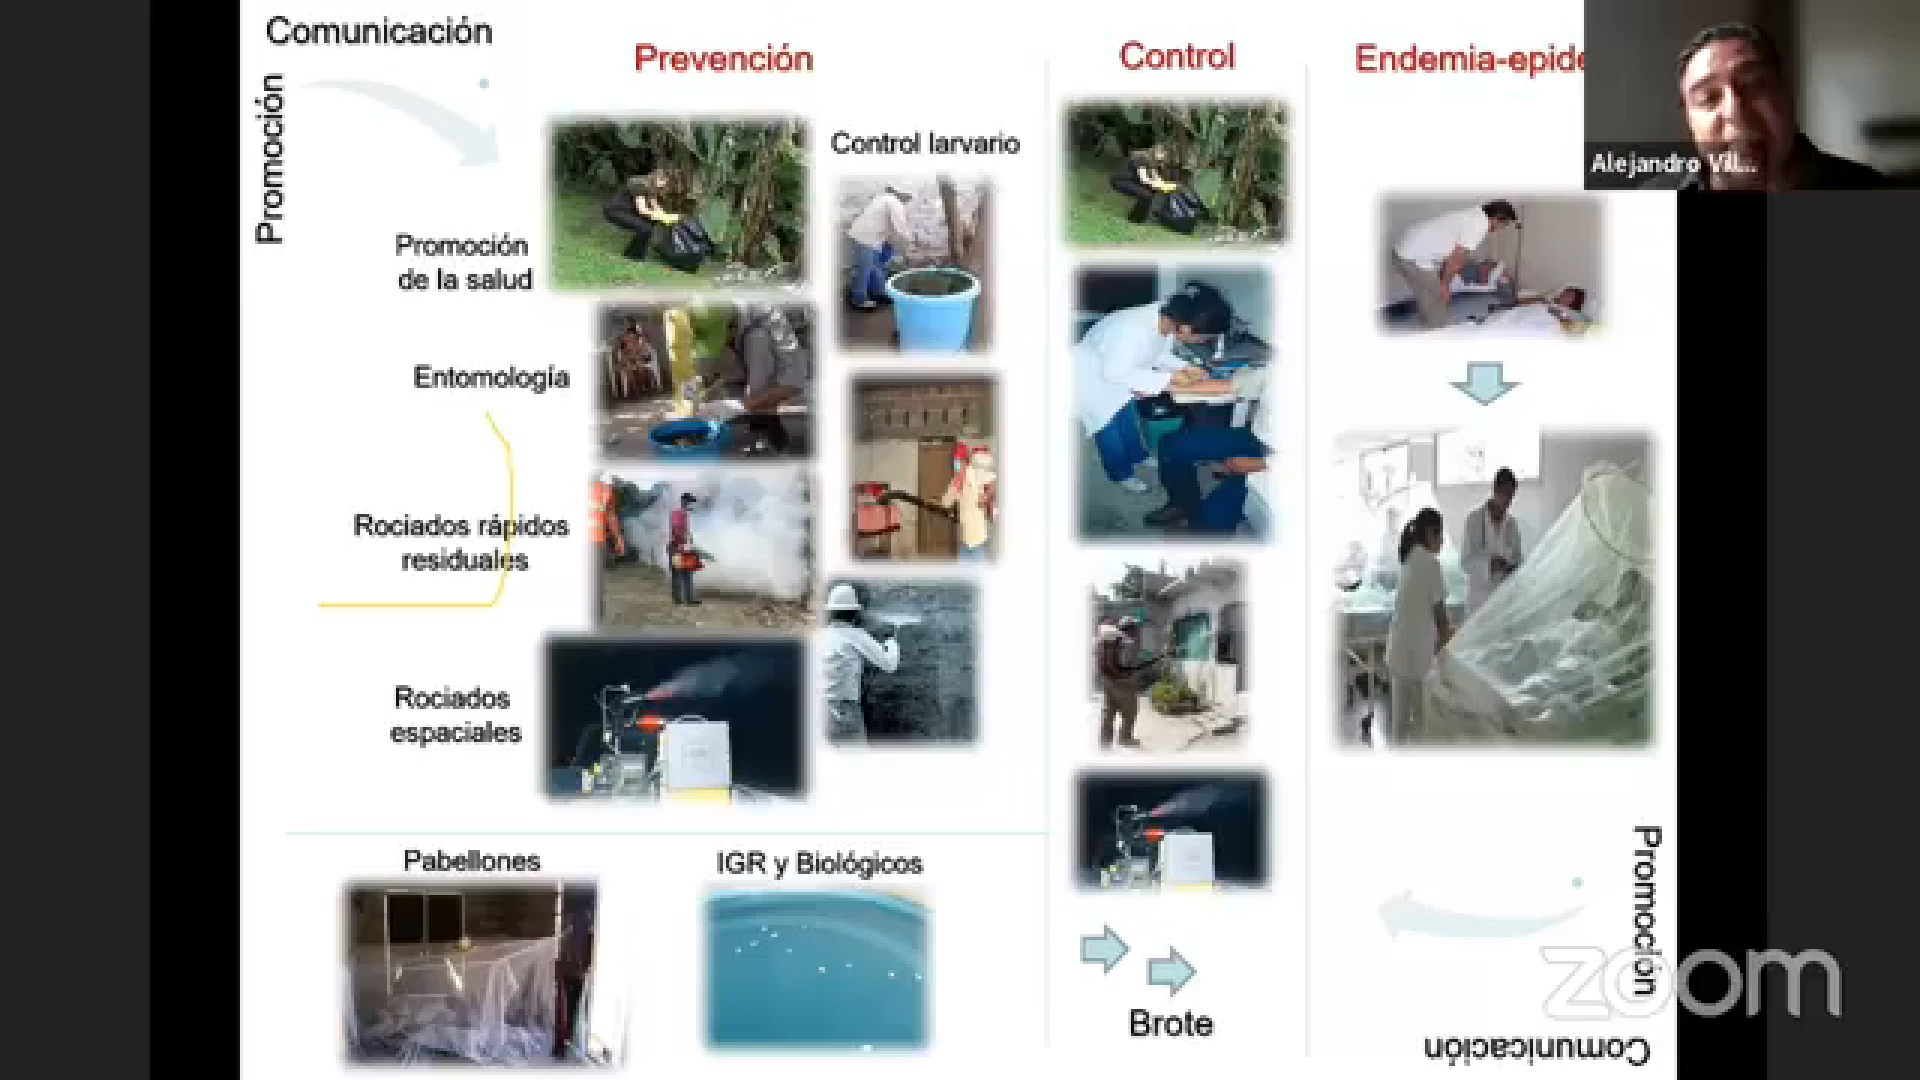 Comunicación
Promoción
Prevención
Control
Endemia-epide
Alejandro Vil...
Control larvario
Promoción
de la salud
Entomología
Rociados rápidos
residuales
Rociados
espaciales
Pabellones
IGR y Biológicos
Brote
Promoción
Comunicación
zoom